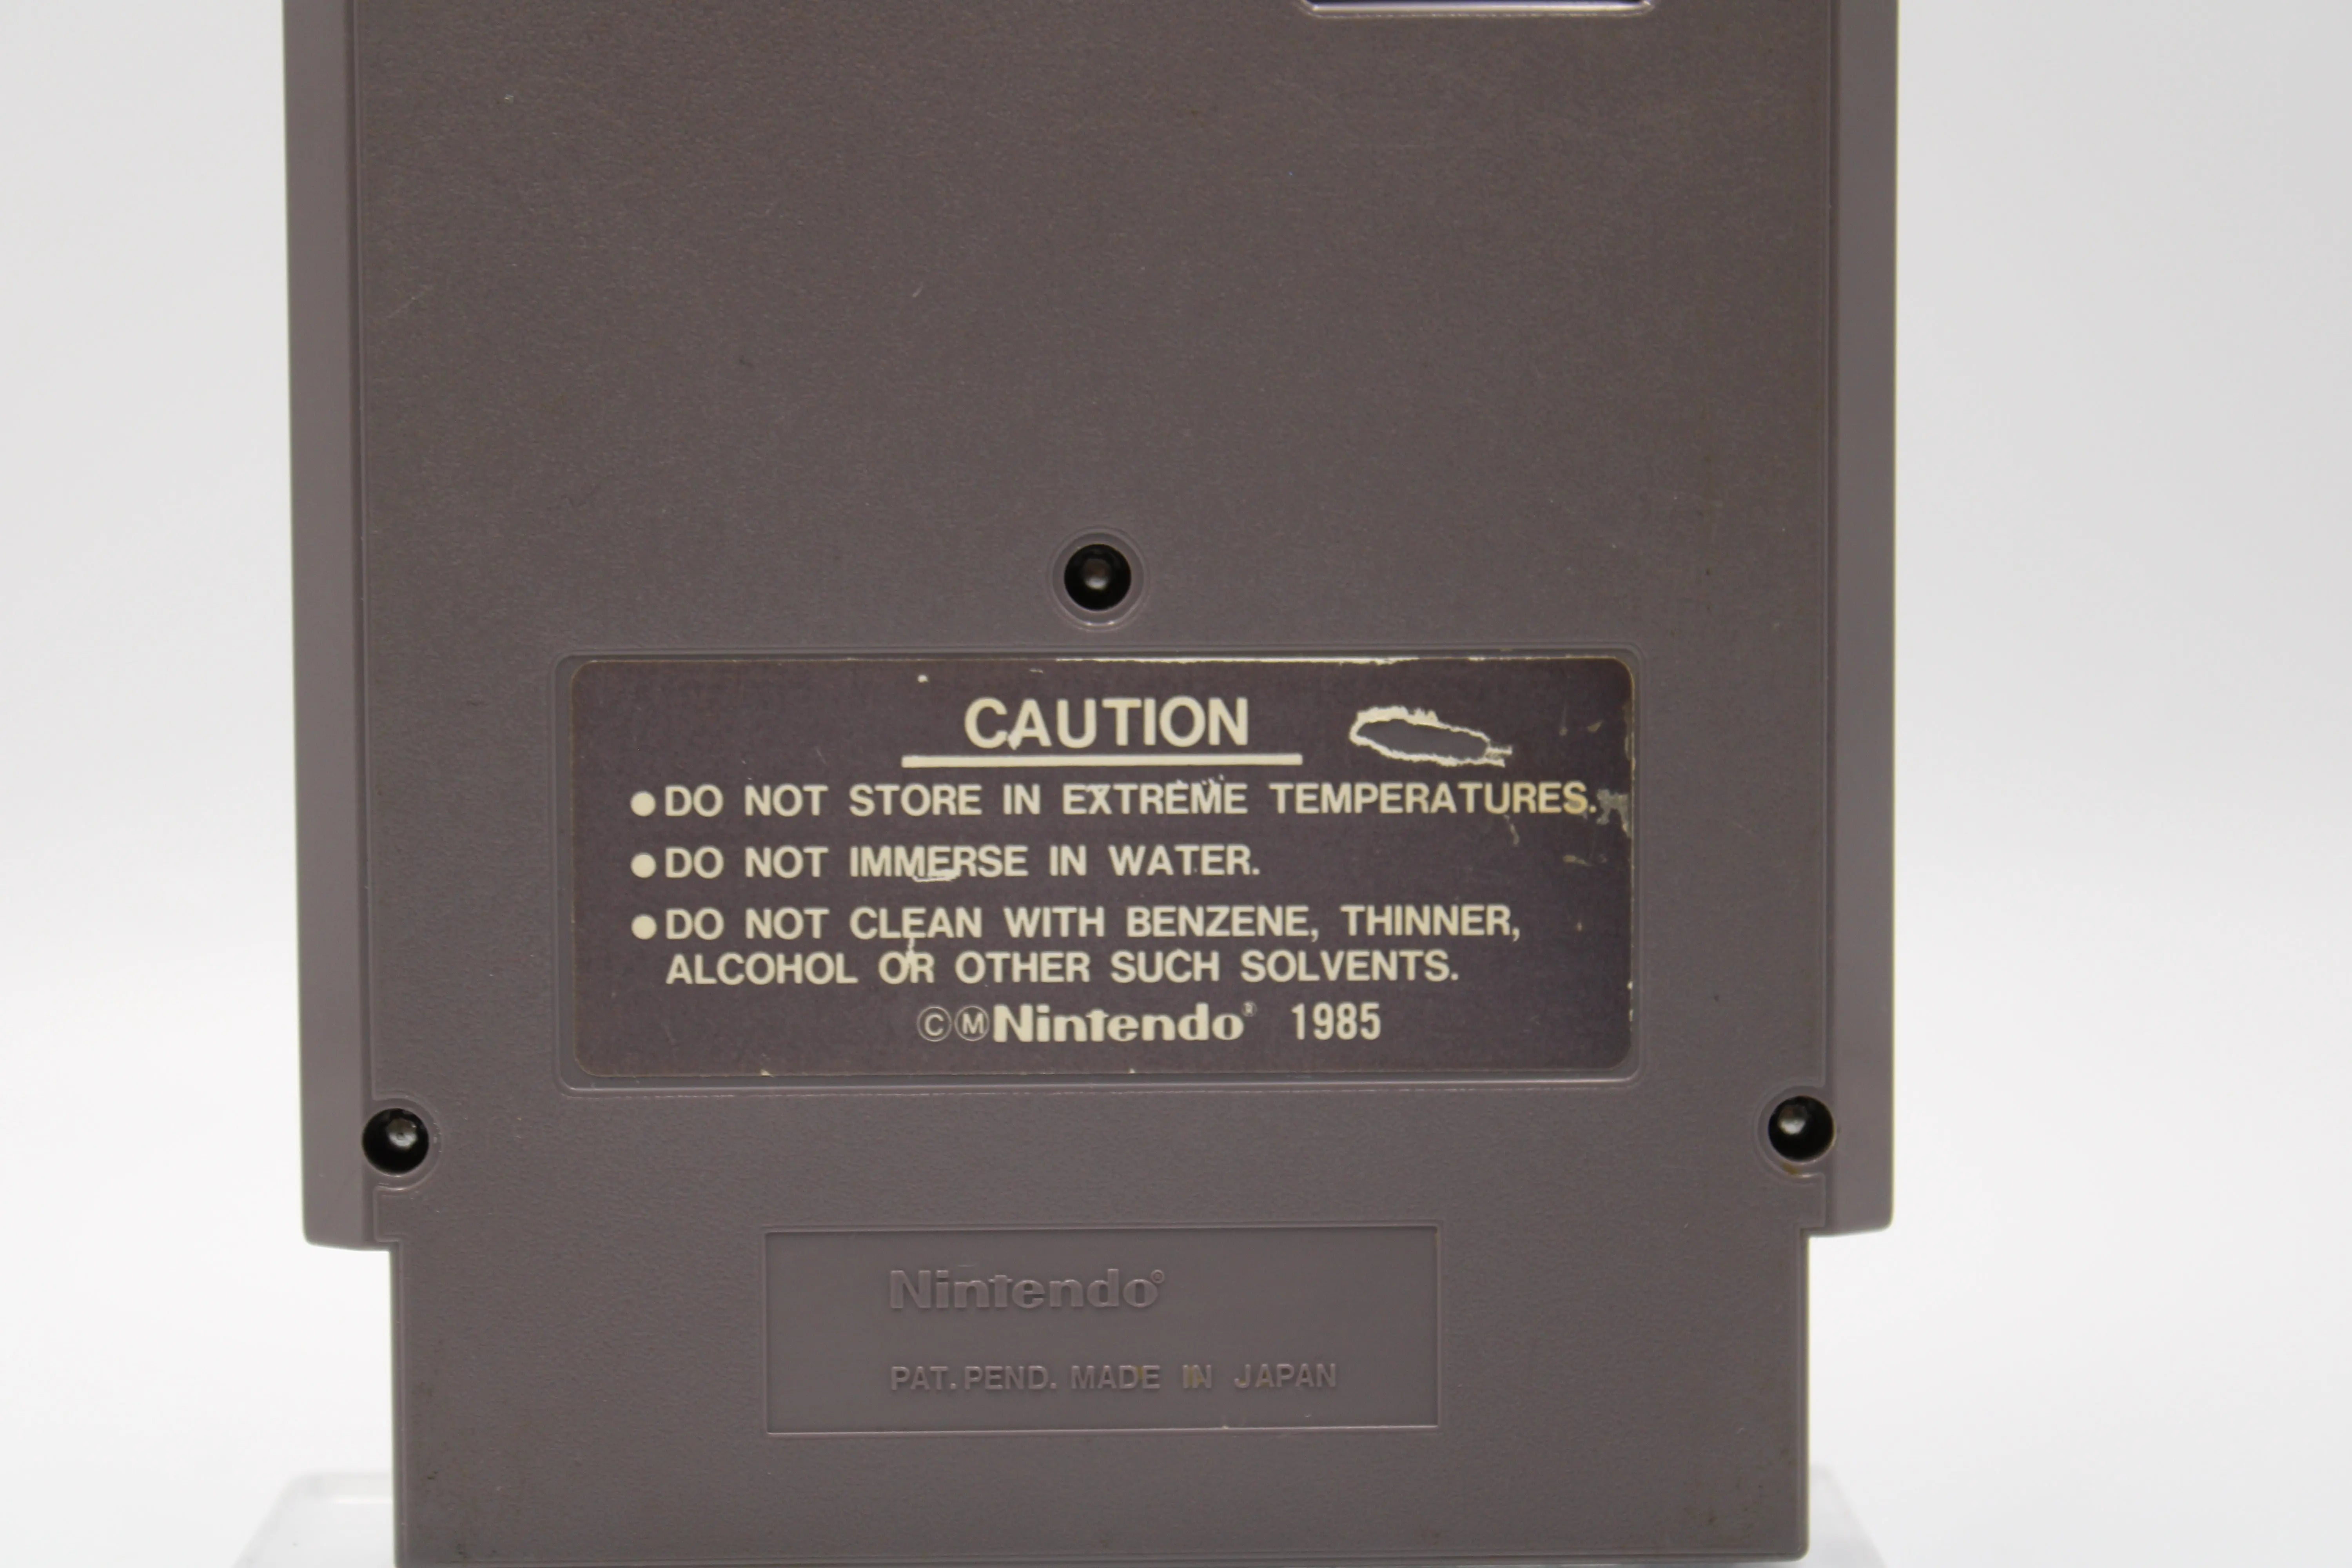 CAUTION
●DO NOT STORE IN EXTREME TEMPERATURES.
●DO NOT IMMERSE IN WATER.
●DO NOT CLEAN WITH BENZENE, THINNER,
ALCOHOL OR OTHER SUCH SOLVENTS.
©ⓂNintendo® 1985
Nintendo®
PAT. PEND. MADE IN JAPAN